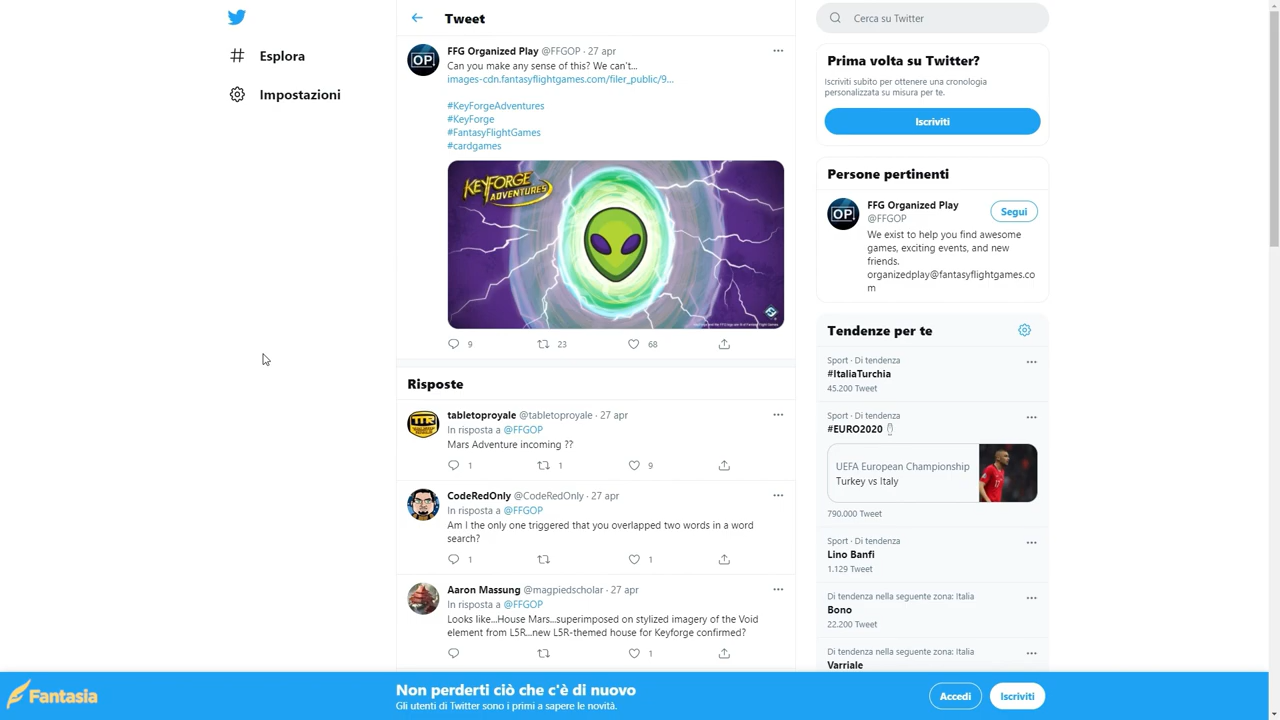 Tweet
Cerca su Twitter
Esplora
Impostazioni
FFG Organized Play @FFGOP · 27 apr
Can you make any sense of this? We can't...
images-cdn.fantasyflightgames.com/filer_public/9...
#KeyForgeAdventures
#KeyForge
#FantasyFlightGames
#cardgames
KEYFORGE
ADVENTURES
9 23 68
Risposte
tabletoproyale @tabletoproyale · 27 apr
In risposta a @FFGOP
Mars Adventure incoming ??
1 1 9
CodeRedOnly @CodeRedOnly · 27 apr
In risposta a @FFGOP
Am I the only one triggered that you overlapped two words in a word
search?
1 1
Aaron Massung @magpiedscholar · 27 apr
In risposta a @FFGOP
Looks like...House Mars...superimposed on stylized imagery of the Void
element from L5R...new L5R-themed house for Keyforge confirmed?
1
Prima volta su Twitter?
Iscriviti subito per ottenere una cronologia
personalizzata su misura per te.
Iscriviti
Persone pertinenti
OP
FFG Organized Play
@FFGOP
Segui
We exist to help you find awesome
games, exciting events, and new
friends.
organizedplay@fantasyflightgames.co
m
Tendenze per te
Sport · Di tendenza
#ItaliaTurchia
45.200 Tweet
Sport · Di tendenza
#EURO2020
UEFA European Championship
Turkey vs Italy
790.000 Tweet
Sport · Di tendenza
Lino Banfi
1.129 Tweet
Di tendenza nella seguente zona: Italia
Bono
22.200 Tweet
Di tendenza nella seguente zona: Italia
Varriale
Fantasia
Non perderti ciò che c'è di nuovo
Gli utenti di Twitter sono i primi a sapere le novità.
Accedi
Iscriviti